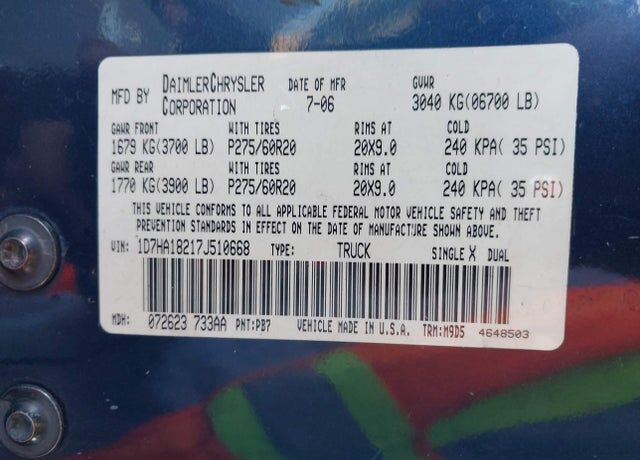 MFD BY DAIMLERCHRYSLER CORPORATION DATE OF MFR 7-06 GVWR 3040 KG(06700 LB)
GAWR FRONT WITH TIRES RIMS AT COLD
1679 KG(3700 LB) P275/60R20 20X9.0 240 KPA( 35 PSI)
GAWR REAR WITH TIRES RIMS AT COLD
1770 KG(3900 LB) P275/60R20 20X9.0 240 KPA( 35 PSI)
THIS VEHICLE CONFORMS TO ALL APPLICABLE FEDERAL MOTOR VEHICLE SAFETY AND THEFT
PREVENTION STANDARDS IN EFFECT ON THE DATE OF MANUFACTURE SHOWN ABOVE.
VIN: 1D7HA18217J510668 TYPE: TRUCK SINGLE X DUAL
MDH: 072623 733AA PNT:PB7 VEHICLE MADE IN U.S.A. TRM:M9D5 4648503